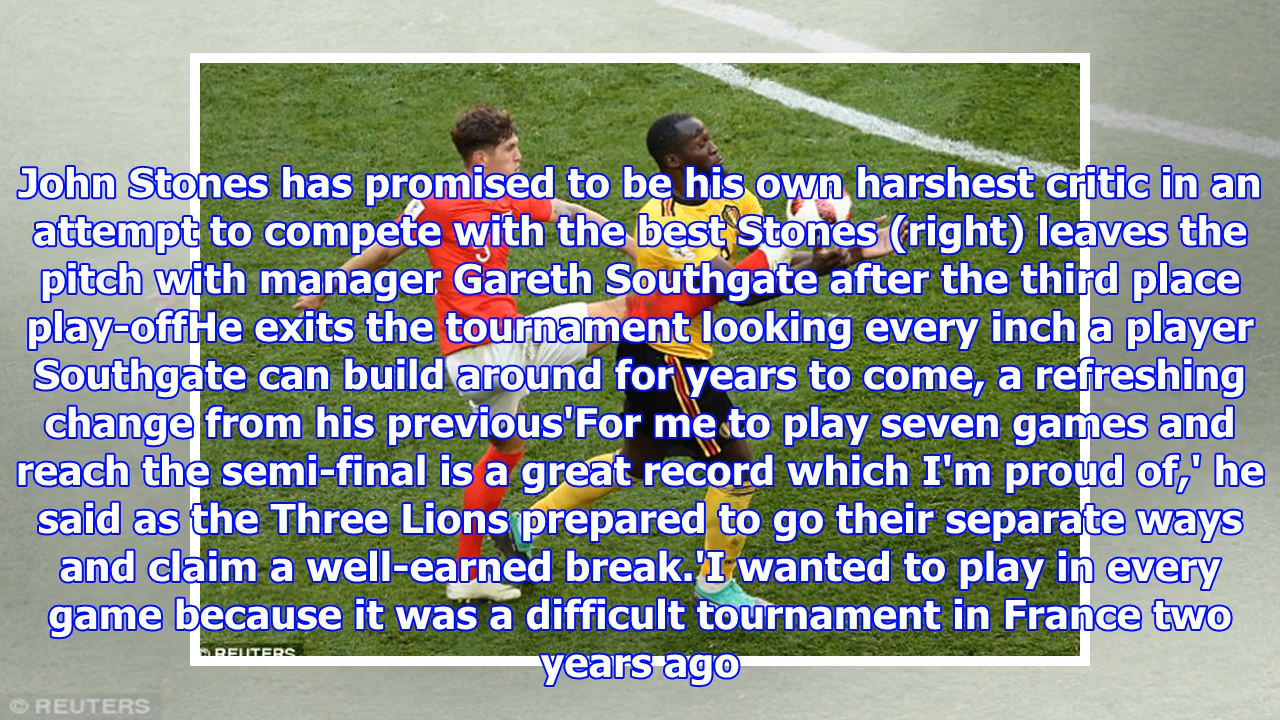 John Stones has promised to be his own harshest critic in an
attempt to compete with the best Stones (right) leaves the
pitch with manager Gareth Southgate after the third place
play-offHe exits the tournament looking every inch a player
Southgate can build around for years to come, a refreshing
change from his previous'For me to play seven games and
reach the semi-final is a great record which I'm proud of,' he
said as the Three Lions prepared to go their separate ways
and claim a well-earned break.'I wanted to play in every
game because it was a difficult tournament in France two
years ago
© REUTERS
© REUTERS